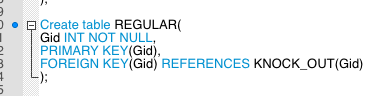 );
Create table REGULAR(
Gid INT NOT NULL,
PRIMARY KEY(Gid),
FOREIGN KEY(Gid) REFERENCES KNOCK_OUT(Gid)
);